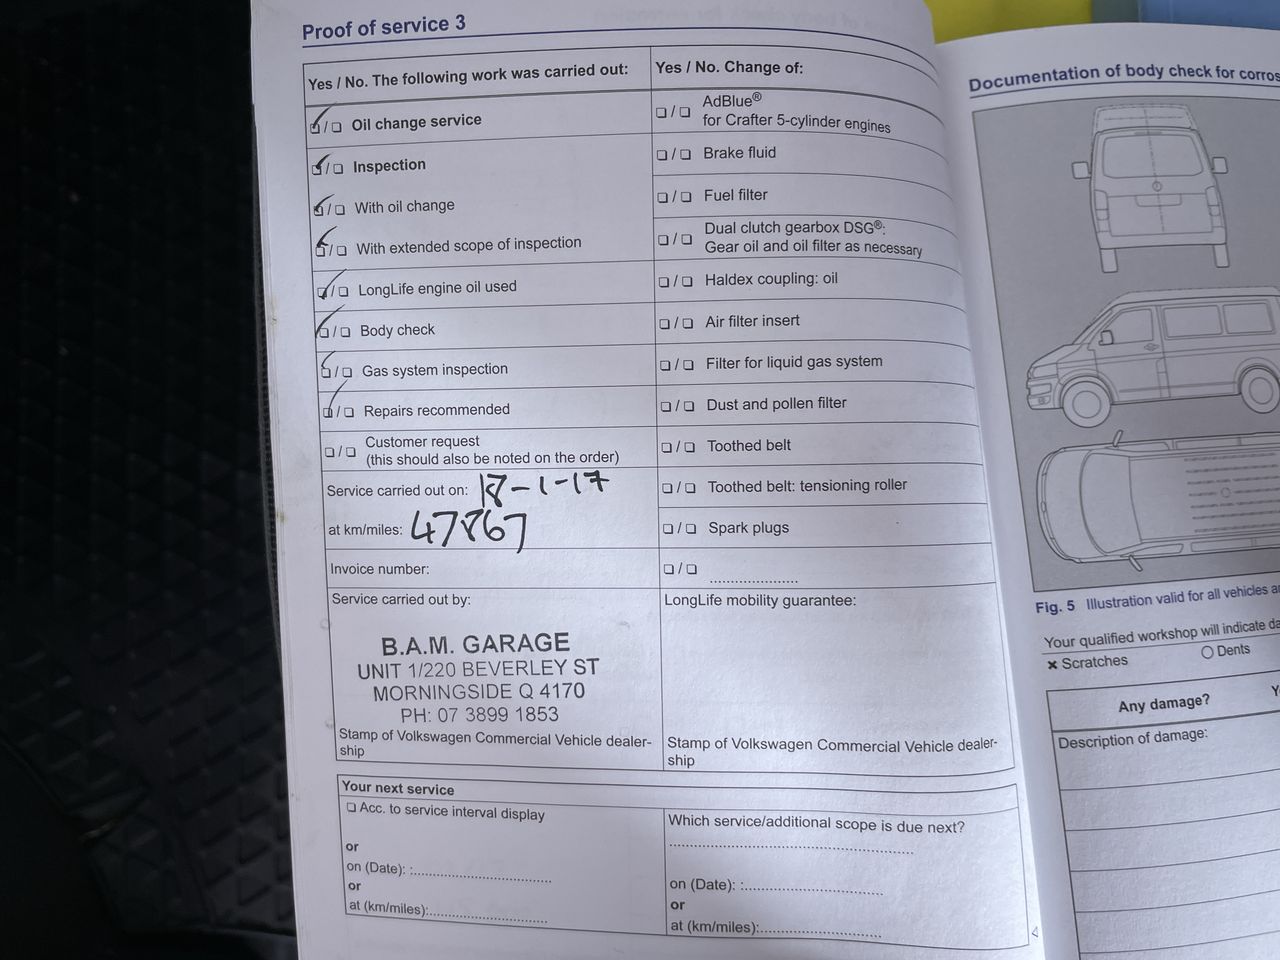 Proof of service 3
Yes / No. The following work was carried out:
☑ / ❏ Oil change service
☑ / ❏ Inspection
☑ / ❏ With oil change
☑ / ❏ With extended scope of inspection
☑ / ❏ LongLife engine oil used
☑ / ❏ Body check
☑ / ❏ Gas system inspection
☑ / ❏ Repairs recommended
❏ / ❏ Customer request
(this should also be noted on the order)
Service carried out on: 18-1-17
at km/miles: 47867
Invoice number:
Service carried out by:
B.A.M. GARAGE
UNIT 1/220 BEVERLEY ST
MORNINGSIDE Q 4170
PH: 07 3899 1853
Stamp of Volkswagen Commercial Vehicle dealer-
ship
Yes / No. Change of:
❏ / ❏ AdBlue®
for Crafter 5-cylinder engines
❏ / ❏ Brake fluid
❏ / ❏ Fuel filter
❏ / ❏ Dual clutch gearbox DSG®:
Gear oil and oil filter as necessary
❏ / ❏ Haldex coupling: oil
❏ / ❏ Air filter insert
❏ / ❏ Filter for liquid gas system
❏ / ❏ Dust and pollen filter
❏ / ❏ Toothed belt
❏ / ❏ Toothed belt: tensioning roller
❏ / ❏ Spark plugs
❏ / ❏ ......................
LongLife mobility guarantee:
Stamp of Volkswagen Commercial Vehicle dealer-
ship
Your next service
❏ Acc. to service interval display
or
on (Date): :..................................
or
at (km/miles):.............................
Which service/additional scope is due next?
............................................................
on (Date): :..................................
or
at (km/miles):.............................
Documentation of body check for
Fig. 5 Illustration valid for all vehicles
Your qualified workshop will indicate
× Scratches
○ Dents
Any damage?
Description of damage: